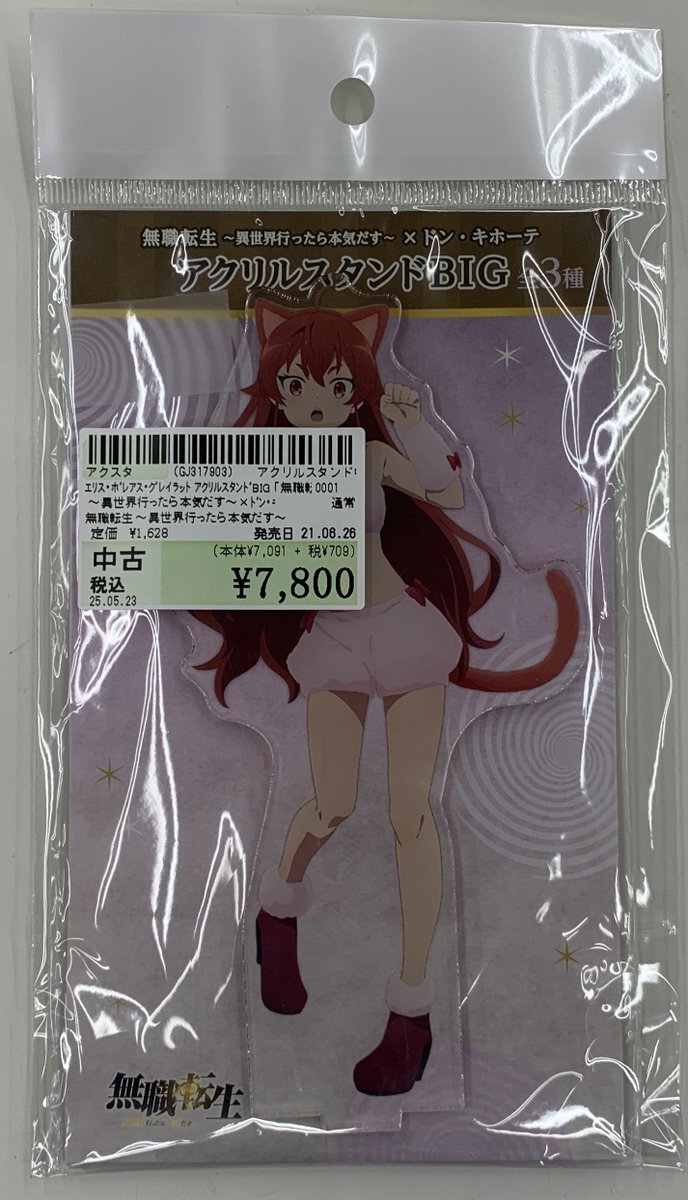 無職転生 ～異世界行ったら本気だす～ × ドン・キホーテ
アクリルスタンドBIG 全3種
アクスタ (GJ317903) アクリルスタンド
エリス・ボレアス・グレイラット アクリルスタンドBIG 「無職転 0001
～異世界行ったら本気だす～×ドン・ 通常
無職転生～異世界行ったら本気だす～
定価 ¥1,628 発売日 21.06.26
中古 (本体¥7,091 + 税¥709)
税込 ¥7,800
25.05.23
無職転生